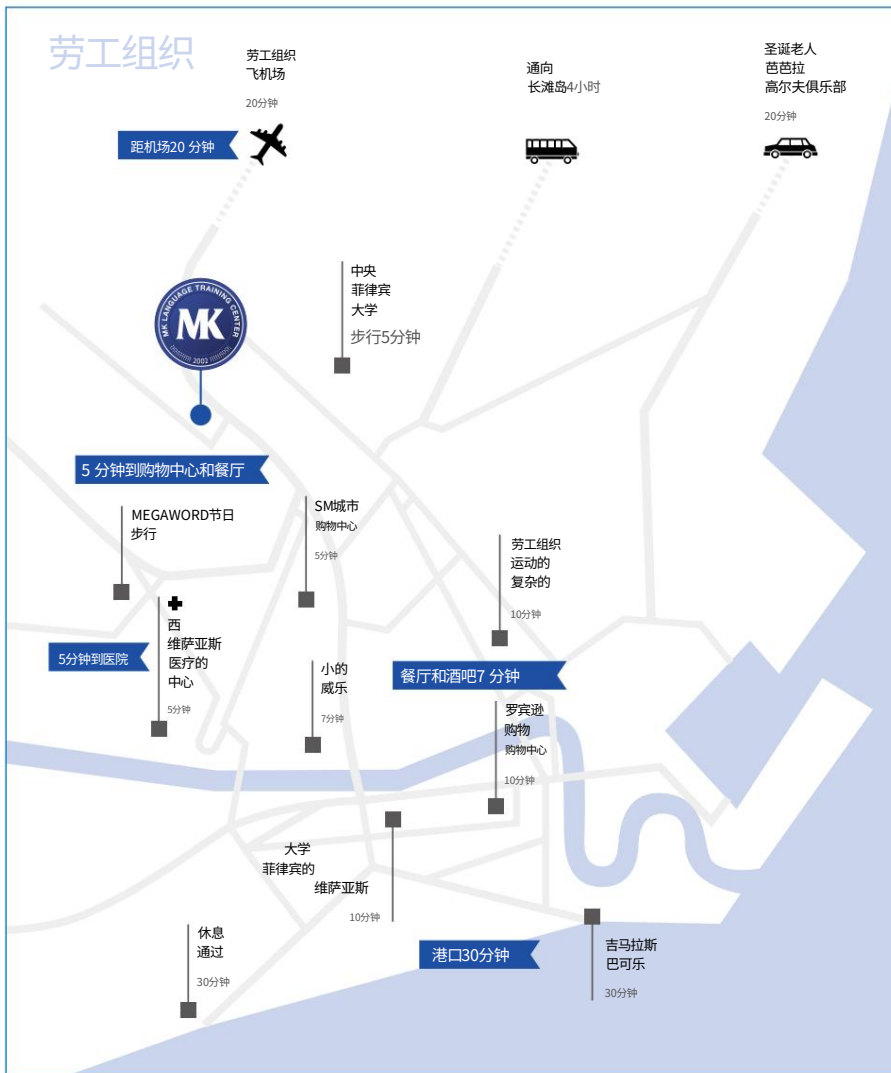 劳工组织
劳工组织
飞机场
20分钟
通向
长滩岛4小时
圣诞老人
芭芭拉
高尔夫俱乐部
20分钟
距机场20 分钟
MK LANGUAGE TRAINING CENTER
MK
2002
中央
菲律宾
大学
步行5分钟
5 分钟到购物中心和餐厅
MEGAWORD节日
步行
SM城市
购物中心
5分钟
劳工组织
运动的
复杂的
10分钟
西
维萨亚斯
医疗的
中心
5分钟
5分钟到医院
小的
威乐
7分钟
餐厅和酒吧7 分钟
罗宾逊
购物
购物中心
10分钟
大学
菲律宾的
维萨亚斯
10分钟
休息
通过
30分钟
港口30分钟
吉马拉斯
巴可乐
30分钟